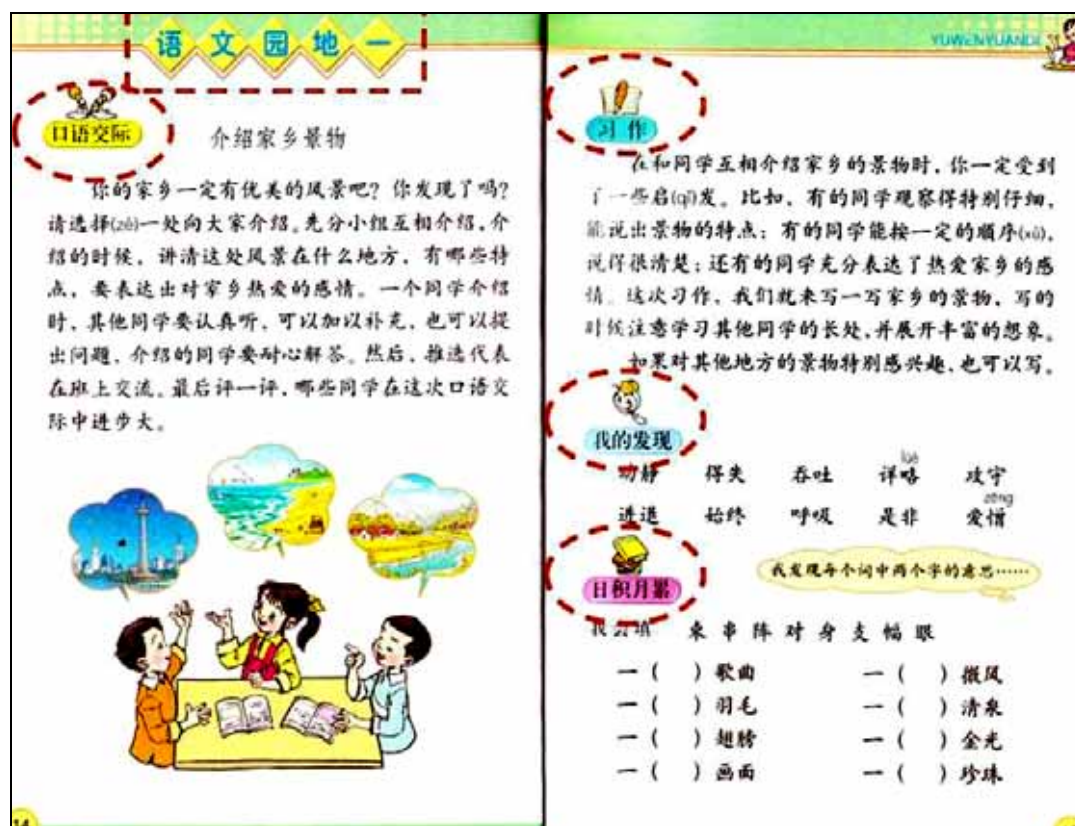 语文园地一
口语交际
介绍家乡景物
你的家乡一定有优美的风景吧？你发现了吗？
请选择(zé)一处向大家介绍。先分小组互相介绍，介
绍的时候，讲清这处风景在什么地方，有哪些特
点，要表达出对家乡热爱的感情。一个同学介绍
时，其他同学要认真听，可以加以补充，也可以提
出问题，介绍的同学要耐心解答。然后，推选代表
在班上交流。最后评一评，哪些同学在这次口语交
际中进步大。
14
YUWENYUANDI
习作
在和同学互相介绍家乡的景物时，你一定受到
了一些启(qǐ)发。比如，有的同学观察得特别仔细，
能说出景物的特点；有的同学能按一定的顺序(xù)，
说得很清楚；还有的同学充分表达了热爱家乡的感
情。这次习作，我们就来写一写家乡的景物，写的
时候注意学习其他同学的长处，并展开丰富的想象。
如果对其他地方的景物特别感兴趣，也可以写。
我的发现
lüè
动静 得失 吞吐 详略 攻守
zēng
进退 始终 呼吸 是非 爱憎
我发现每个词中两个字的意思……
日积月累
我会填 束 串 阵 对 身 支 幅 眼
一（ ）歌曲 一（ ）微风
一（ ）羽毛 一（ ）清泉
一（ ）翅膀 一（ ）金光
一（ ）画面 一（ ）珍珠